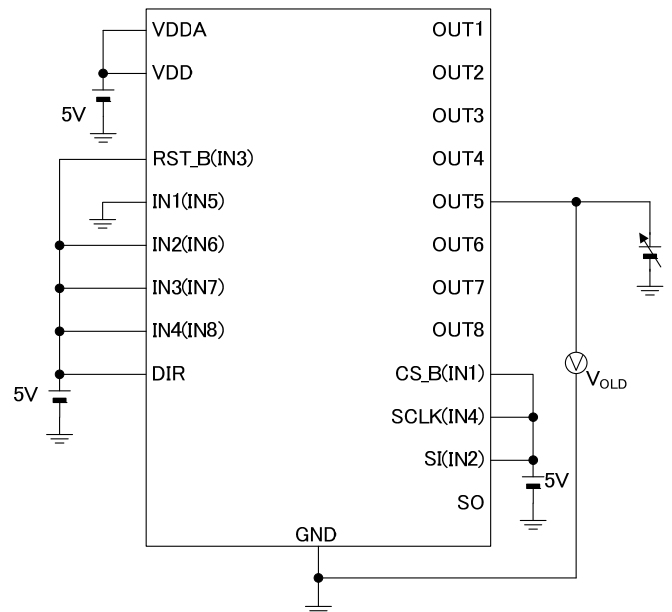 VDDA
VDD
5V
RST_B(IN3)
IN1(IN5)
IN2(IN6)
IN3(IN7)
IN4(IN8)
DIR
5V
OUT1
OUT2
OUT3
OUT4
OUT5
OUT6
OUT7
OUT8
CS_B(IN1)
SCLK(IN4)
SI(IN2)
SO
5V
V
VOLD
GND